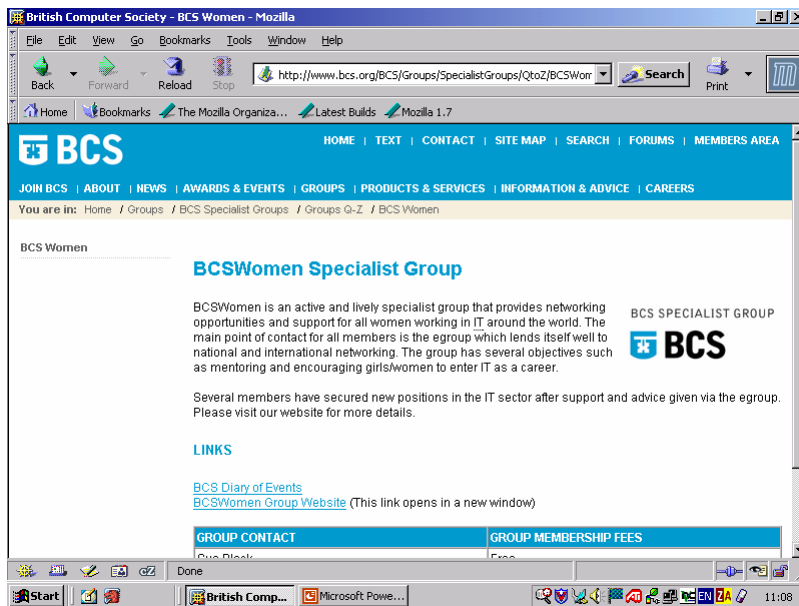 British Computer Society - BCS Women - Mozilla
File Edit View Go Bookmarks Tools Window Help
Back Forward Reload Stop http://www.bcs.org/BCS/Groups/SpecialistGroups/QtoZ/BCSWom Search Print
Home Bookmarks The Mozilla Organiza... Latest Builds Mozilla 1.7
BCS
HOME | TEXT | CONTACT | SITE MAP | SEARCH | FORUMS | MEMBERS AREA
JOIN BCS | ABOUT | NEWS | AWARDS & EVENTS | GROUPS | PRODUCTS & SERVICES | INFORMATION & ADVICE | CAREERS
You are in: Home / Groups / BCS Specialist Groups / Groups Q-Z / BCS Women
BCS Women
BCSWomen Specialist Group
BCSWomen is an active and lively specialist group that provides networking
opportunities and support for all women working in IT around the world. The
main point of contact for all members is the egroup which lends itself well to
national and international networking. The group has several objectives such
as mentoring and encouraging girls/women to enter IT as a career.
BCS SPECIALIST GROUP
BCS
Several members have secured new positions in the IT sector after support and advice given via the egroup.
Please visit our website for more details.
LINKS
BCS Diary of Events
BCSWomen Group Website (This link opens in a new window)
GROUP CONTACT GROUP MEMBERSHIP FEES
Sue Black Free
Done
Start British Comp... Microsoft Powe... EN 11:08